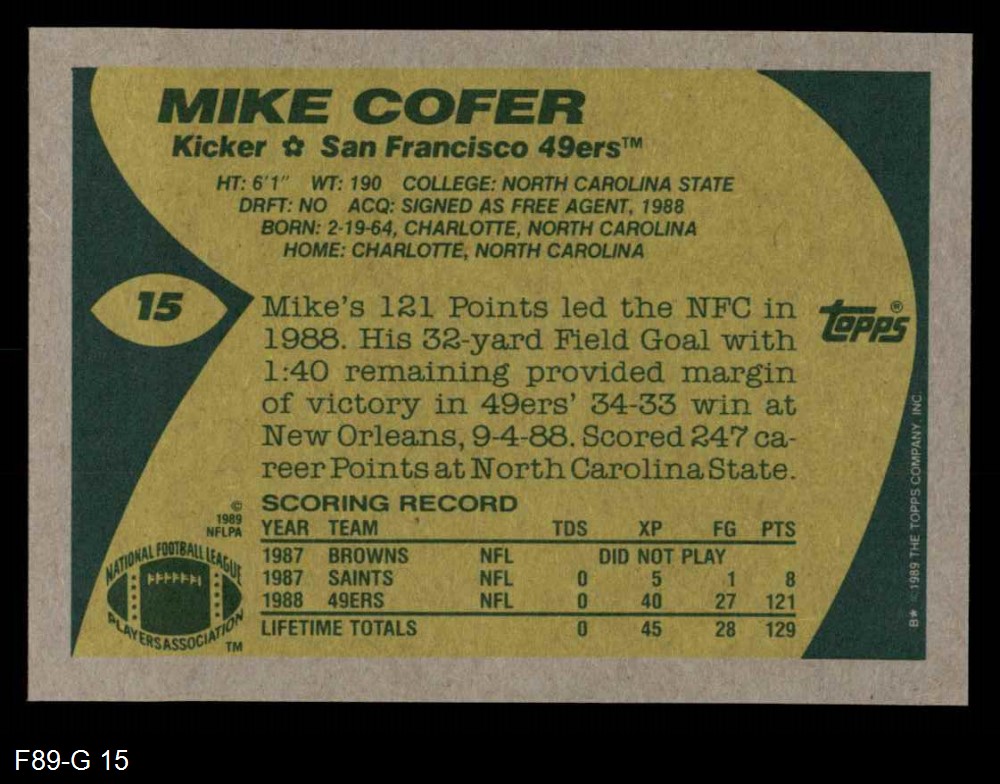 MIKE COFER
Kicker ✿ San Francisco 49ers™
HT: 6'1" WT: 190 COLLEGE: NORTH CAROLINA STATE
DRFT: NO ACQ: SIGNED AS FREE AGENT, 1988
BORN: 2-19-64, CHARLOTTE, NORTH CAROLINA
HOME: CHARLOTTE, NORTH CAROLINA
15
Mike's 121 Points led the NFC in
1988. His 32-yard Field Goal with
1:40 remaining provided margin
of victory in 49ers' 34-33 win at
New Orleans, 9-4-88. Scored 247 ca-
reer Points at North Carolina State.
topps®
B* ©1989 THE TOPPS COMPANY, INC.
SCORING RECORD
YEAR TEAM TDS XP FG PTS
1987 BROWNS NFL DID NOT PLAY
1987 SAINTS NFL 0 5 1 8
1988 49ERS NFL 0 40 27 121
LIFETIME TOTALS 0 45 28 129
©
1989
NFLPA
NATIONAL FOOTBALL LEAGUE
PLAYERS ASSOCIATION
TM
F89-G 15